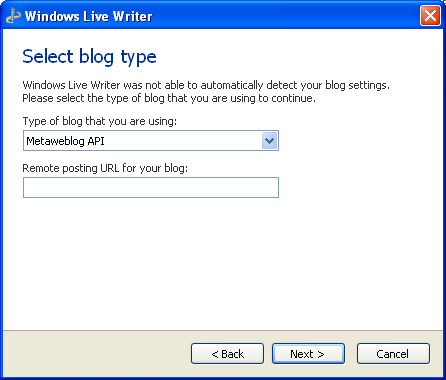 Windows Live Writer
Select blog type
Windows Live Writer was not able to automatically detect your blog settings.
Please select the type of blog that you are using to continue.
Type of blog that you are using:
Metaweblog API
Remote posting URL for your blog:
< Back
Next >
Cancel